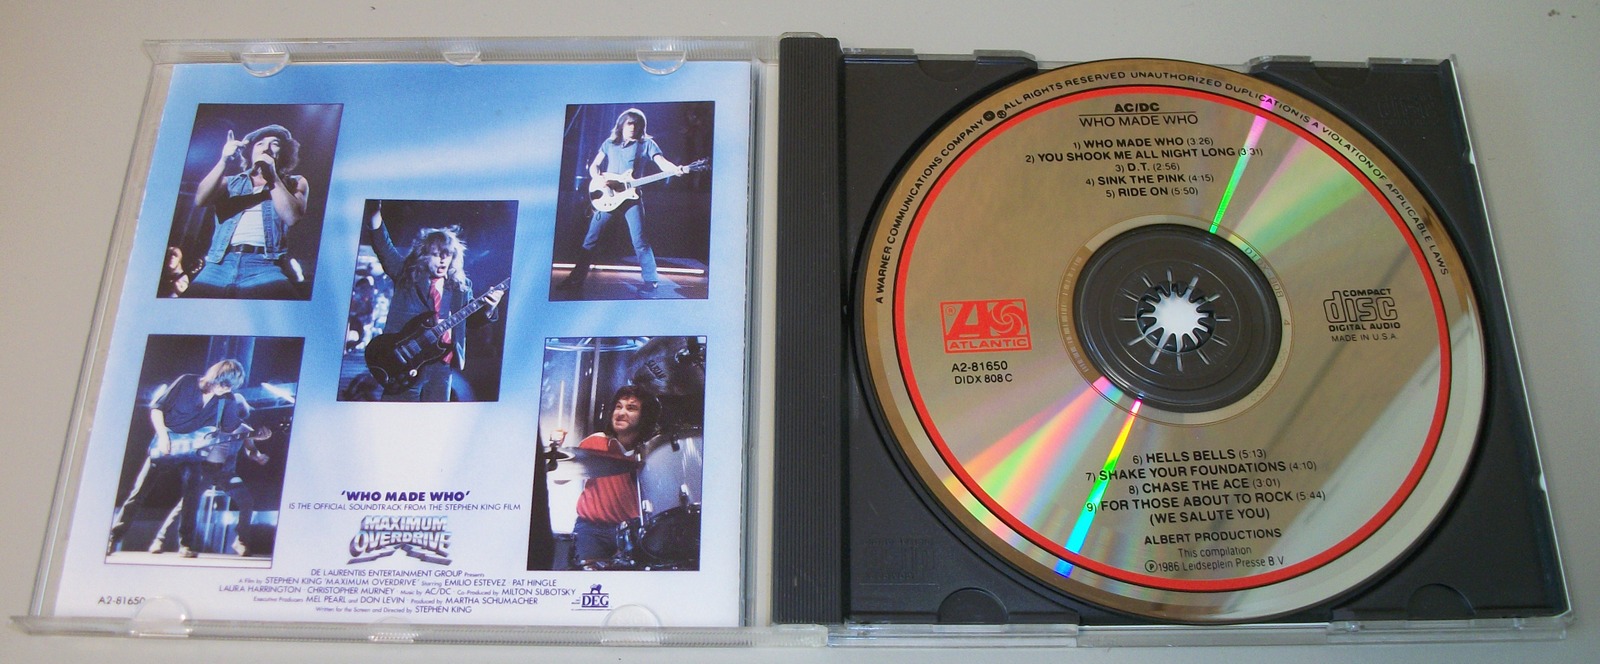 'WHO MADE WHO'
IS THE OFFICIAL SOUNDTRACK FROM THE STEPHEN KING FILM
MAXIMUM
OVERDRIVE
DE LAURENTIIS ENTERTAINMENT GROUP Presents
A Film by STEPHEN KING 'MAXIMUM OVERDRIVE' Starring EMILIO ESTEVEZ · PAT HINGLE
LAURA HARRINGTON · CHRISTOPHER MURNEY · Music by AC/DC · Co-Produced by MILTON SUBOTSKY
Executive Producers MEL PEARL and DON LEVIN · Produced by MARTHA SCHUMACHER
Written for the Screen and Directed by STEPHEN KING
A2-81650
DEG
A WARNER COMMUNICATIONS COMPANY ALL RIGHTS RESERVED UNAUTHORIZED DUPLICATION IS A VIOLATION OF APPLICABLE LAWS
AC/DC
WHO MADE WHO
1) WHO MADE WHO (3:26)
2) YOU SHOOK ME ALL NIGHT LONG (3:31)
3) D.T. (2:56)
4) SINK THE PINK (4:15)
5) RIDE ON (5:50)
ATLANTIC
A2-81650
DIDX 808 C
COMPACT
disc
DIGITAL AUDIO
MADE IN U.S.A.
6) HELLS BELLS (5:13)
7) SHAKE YOUR FOUNDATIONS (4:10)
8) CHASE THE ACE (3:01)
9) FOR THOSE ABOUT TO ROCK (5:44)
(WE SALUTE YOU)
ALBERT PRODUCTIONS
This compilation
℗1986 Leidseplein Presse B.V.